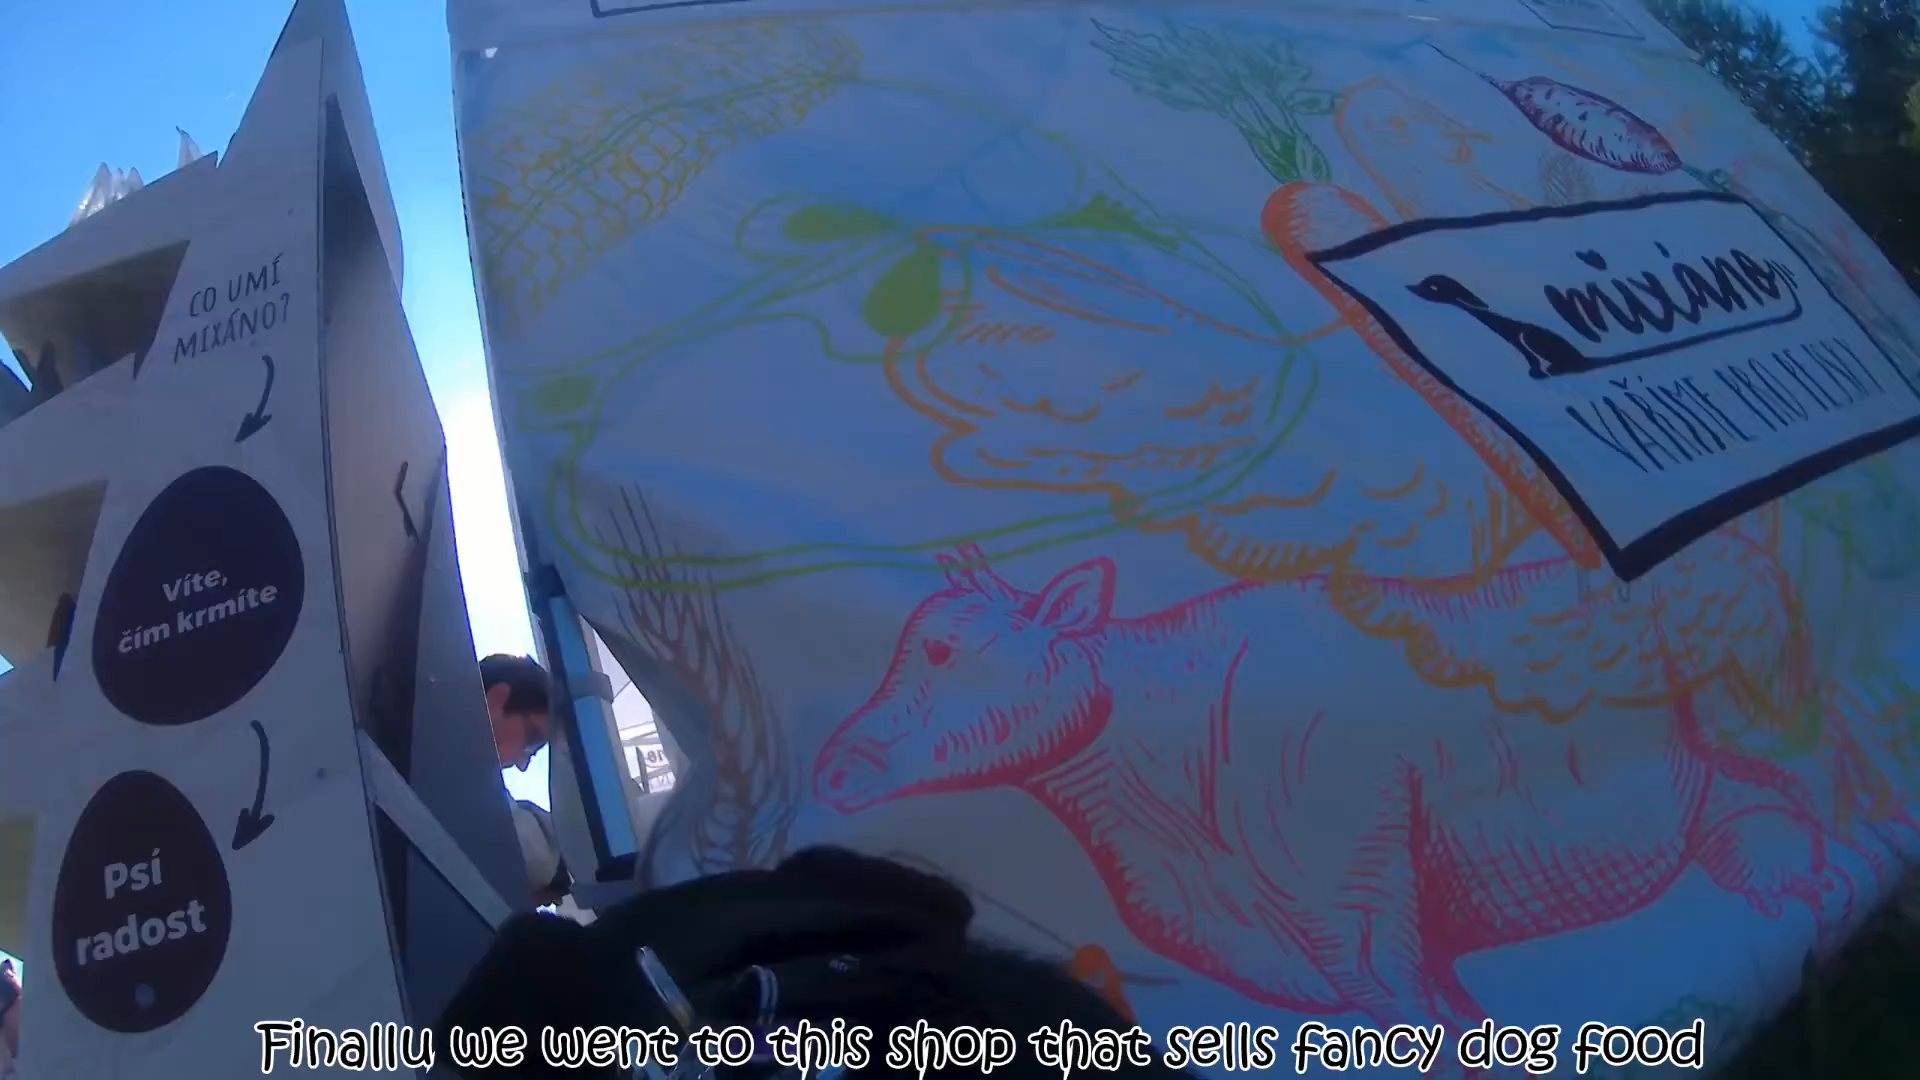 CO UMÍ
MIXÁNO?
Víte,
čím krmíte
Psí
radost
mixáno
VAŘÍME PRO PEJSKY
Finallu we went to this shop that sells fancy dog food